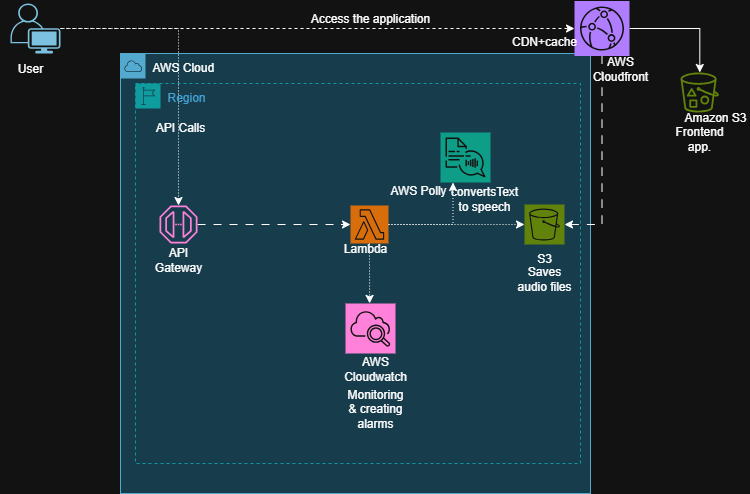 Access the application
CDN+cache
User
AWS Cloud
AWS
Cloudfront
Region
Amazon S3
Frontend
app.
API Calls
AWS Polly
convertsText
to speech
API
Gateway
Lambda
S3
Saves
audio files
AWS
Cloudwatch
Monitoring
& creating
alarms